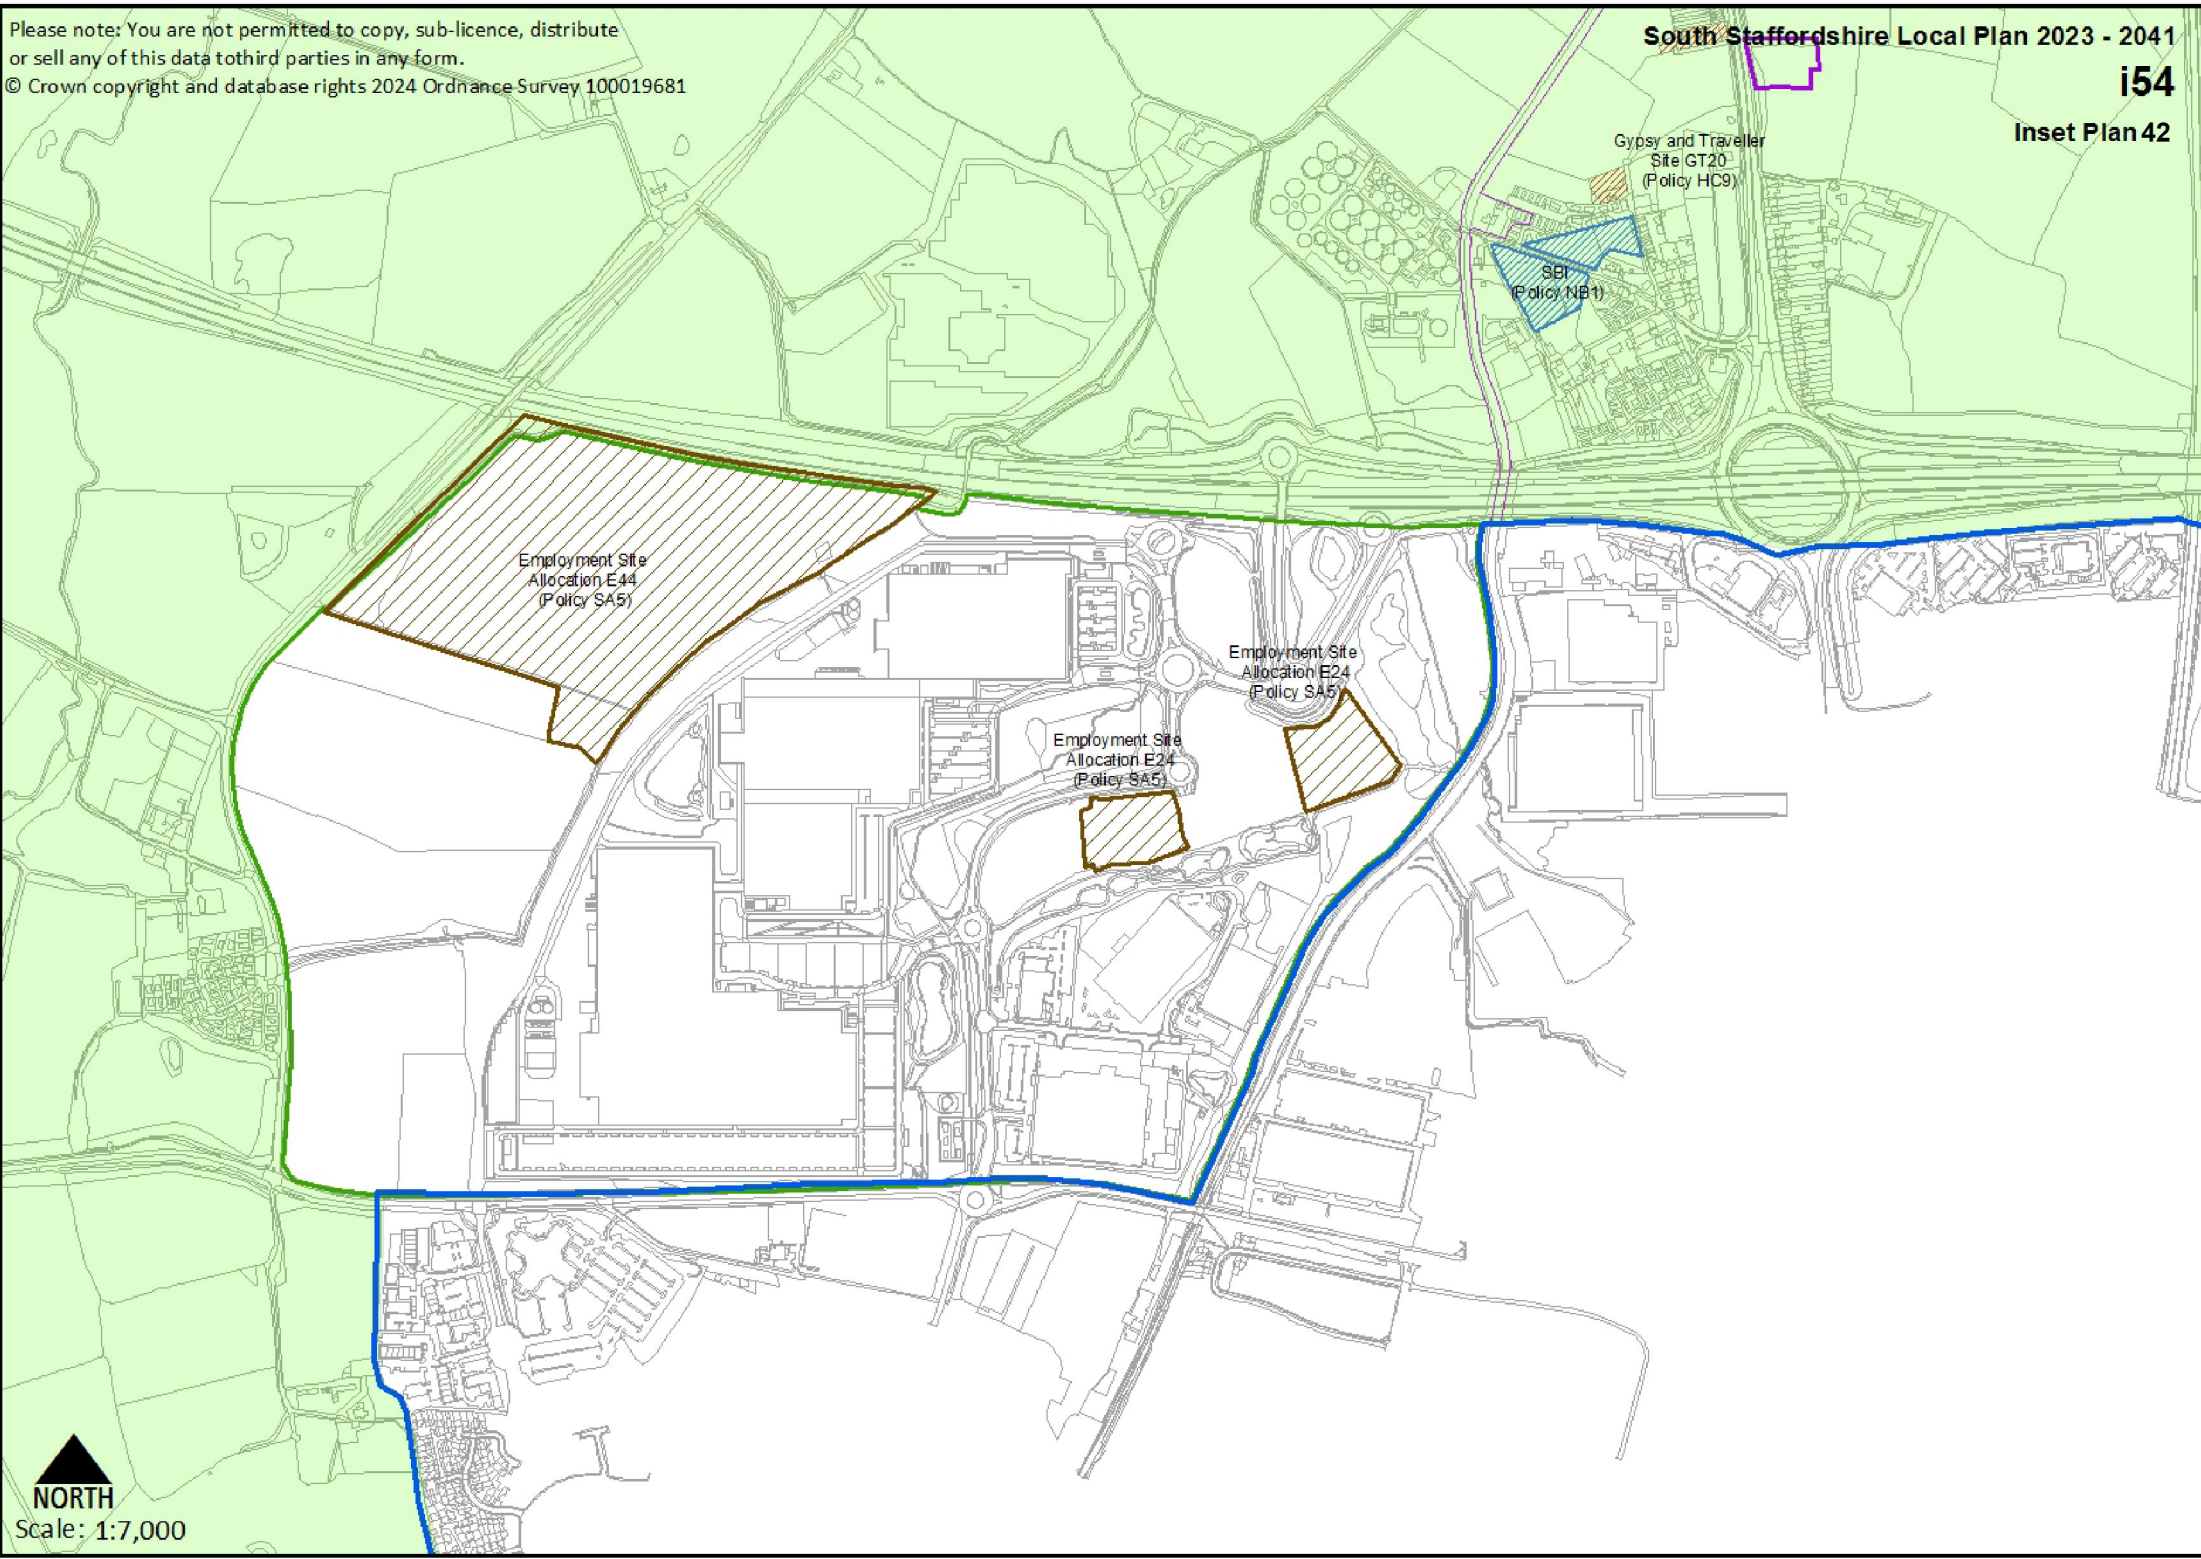 Please note: You are not permitted to copy, sub-licence, distribute
or sell any of this data tothird parties in any form.
© Crown copyright and database rights 2024 Ordnance Survey 100019681
South Staffordshire Local Plan 2023 - 2041
i54
Inset Plan 42
Gypsy and Traveller
Site GT20
(Policy HC9)
SBI
(Policy NB1)
Employment Site
Allocation E44
(Policy SA5)
Employment Site
Allocation E24
(Policy SA5)
Employment Site
Allocation E24
(Policy SA5)
NORTH
Scale: 1:7,000